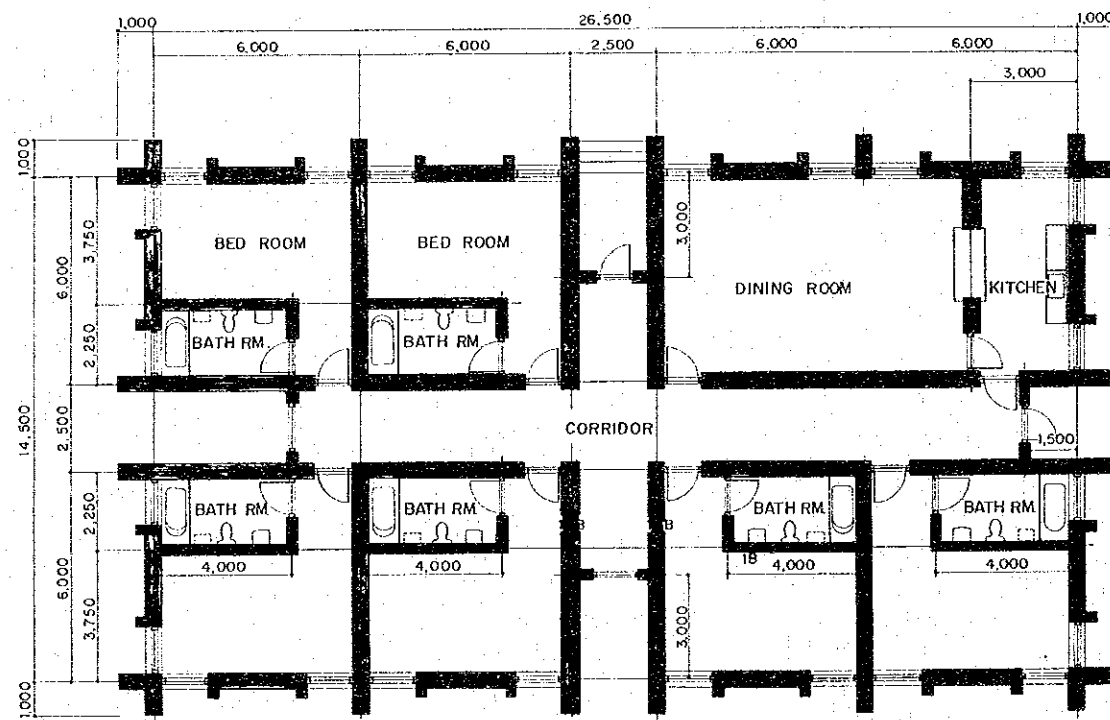 1,000 26,500 1,000
6,000 6,000 2,500 6,000 6,000
3,000
1,000
3,750
6,000
3,000
BED ROOM BED ROOM
DINING ROOM KITCHEN
2,250
BATH RM. BATH RM.
14,500
2,500
CORRIDOR
1,500
2,250
BATH RM. BATH RM. BATH RM. BATH RM.
B B
1B
4,000 4,000 4,000 4,000
6,000
3,750
3,000
1,000